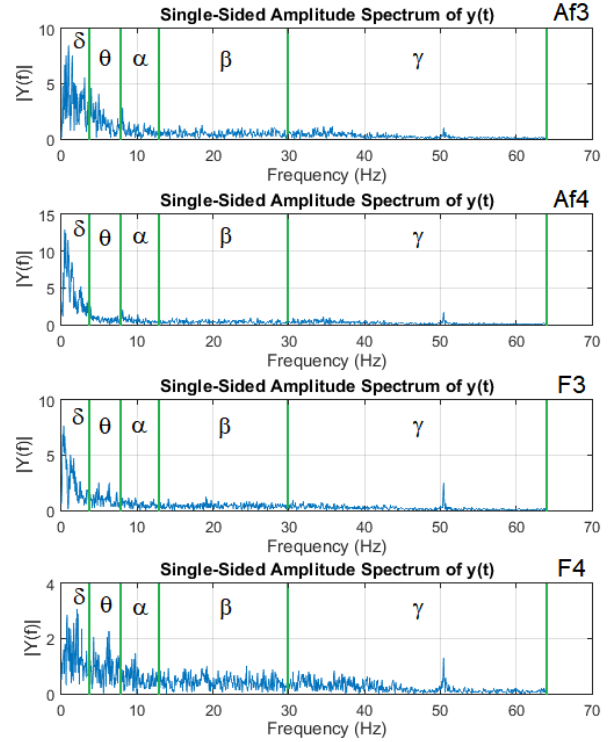 Single-Sided Amplitude Spectrum of y(t) Af3
10
5
0
|Y(f)|
δ θ α β γ
0 10 20 30 40 50 60 70
Frequency (Hz)
Single-Sided Amplitude Spectrum of y(t) Af4
15
10
5
0
|Y(f)|
δ θ α β γ
0 10 20 30 40 50 60 70
Frequency (Hz)
Single-Sided Amplitude Spectrum of y(t) F3
10
5
0
|Y(f)|
δ θ α β γ
0 10 20 30 40 50 60 70
Frequency (Hz)
Single-Sided Amplitude Spectrum of y(t) F4
4
2
0
|Y(f)|
δ θ α β γ
0 10 20 30 40 50 60 70
Frequency (Hz)